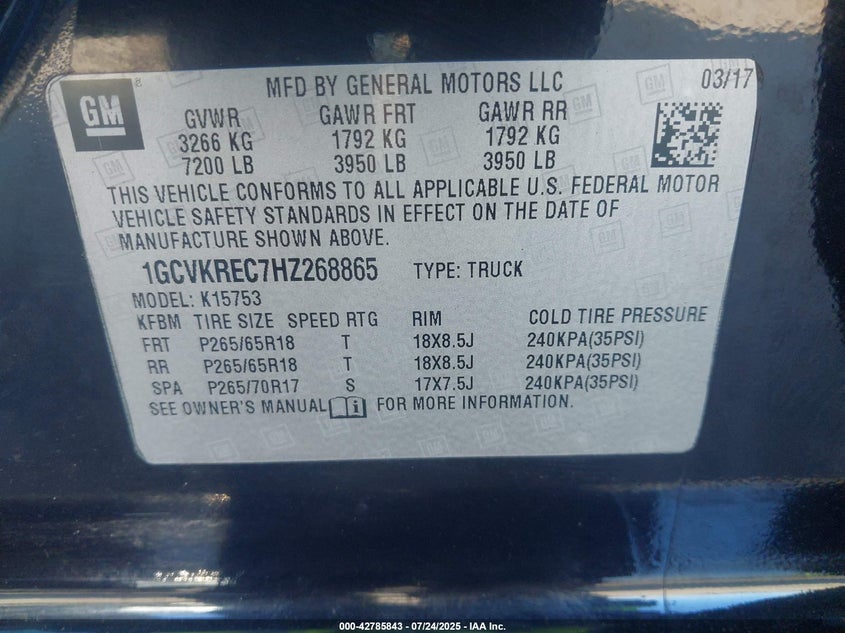 GM
MFD BY GENERAL MOTORS LLC 03/17
GVWR GAWR FRT GAWR RR
3266 KG 1792 KG 1792 KG
7200 LB 3950 LB 3950 LB
THIS VEHICLE CONFORMS TO ALL APPLICABLE U.S. FEDERAL MOTOR
VEHICLE SAFETY STANDARDS IN EFFECT ON THE DATE OF
MANUFACTURE SHOWN ABOVE.
1GCVKREC7HZ268865 TYPE: TRUCK
MODEL: K15753
KFBM TIRE SIZE SPEED RTG RIM COLD TIRE PRESSURE
FRT P265/65R18 T 18X8.5J 240KPA(35PSI)
RR P265/65R18 T 18X8.5J 240KPA(35PSI)
SPA P265/70R17 S 17X7.5J 240KPA(35PSI)
SEE OWNER'S MANUAL FOR MORE INFORMATION.
000-42785843 - 07/24/2025 - IAA Inc.